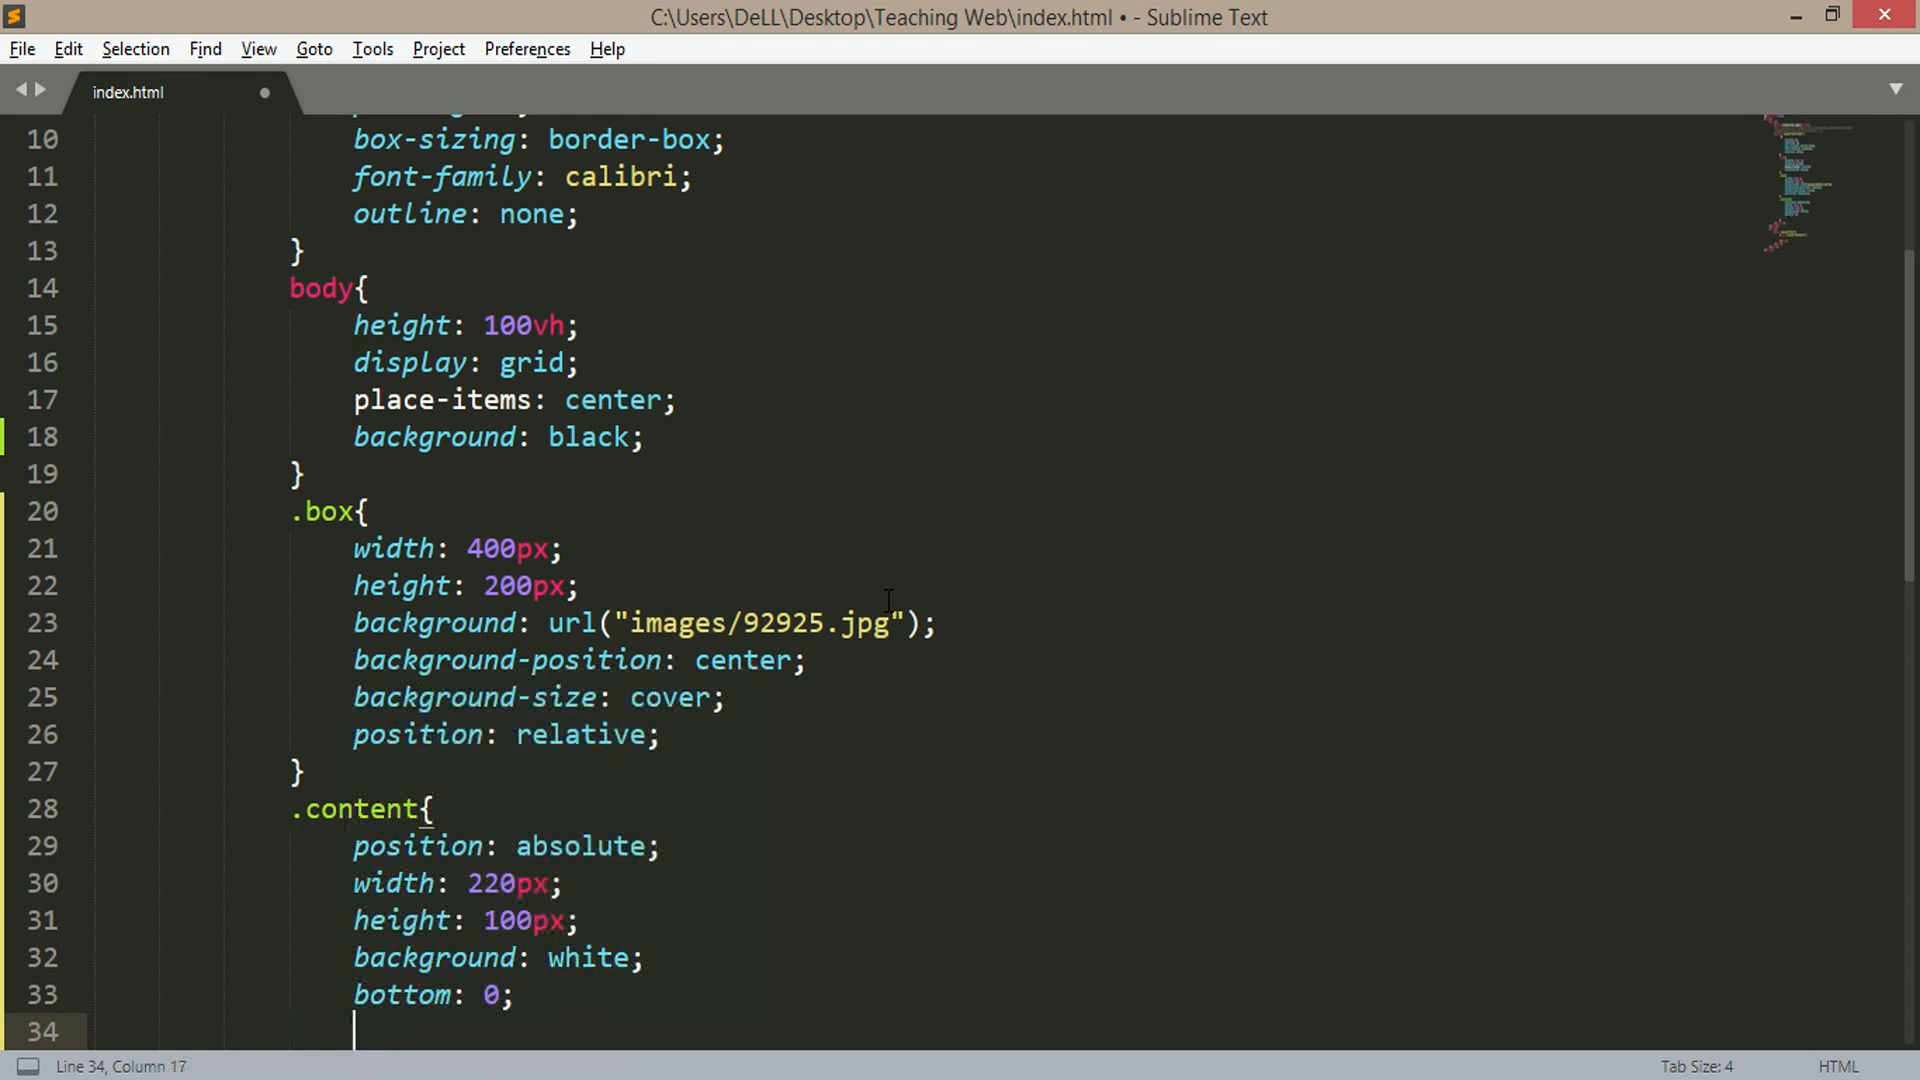 C:\Users\DeLL\Desktop\Teaching Web\index.html • - Sublime Text
File Edit Selection Find View Goto Tools Project Preferences Help
index.html
10 box-sizing: border-box;
11 font-family: calibri;
12 outline: none;
13 }
14 body{
15 height: 100vh;
16 display: grid;
17 place-items: center;
18 background: black;
19 }
20 .box{
21 width: 400px;
22 height: 200px;
23 background: url("images/92925.jpg");
24 background-position: center;
25 background-size: cover;
26 position: relative;
27 }
28 .content{
29 position: absolute;
30 width: 220px;
31 height: 100px;
32 background: white;
33 bottom: 0;
34
Line 34, Column 17 Tab Size: 4 HTML